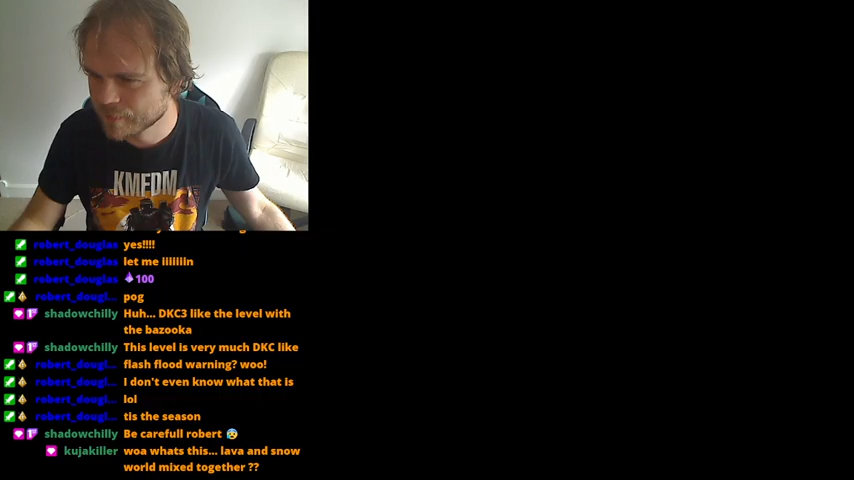 KMFDM
robert_douglas yes!!!!
robert_douglas let me iiiiiiin
robert_douglas 100
robert_dougl... pog
shadowchilly Huh... DKC3 like the level with
the bazooka
shadowchilly This level is very much DKC like
robert_dougl... flash flood warning? woo!
robert_dougl... I don't even know what that is
robert_dougl... lol
robert_dougl... tis the season
shadowchilly Be carefull robert 😰
kujakiller woa whats this... lava and snow
world mixed together ??